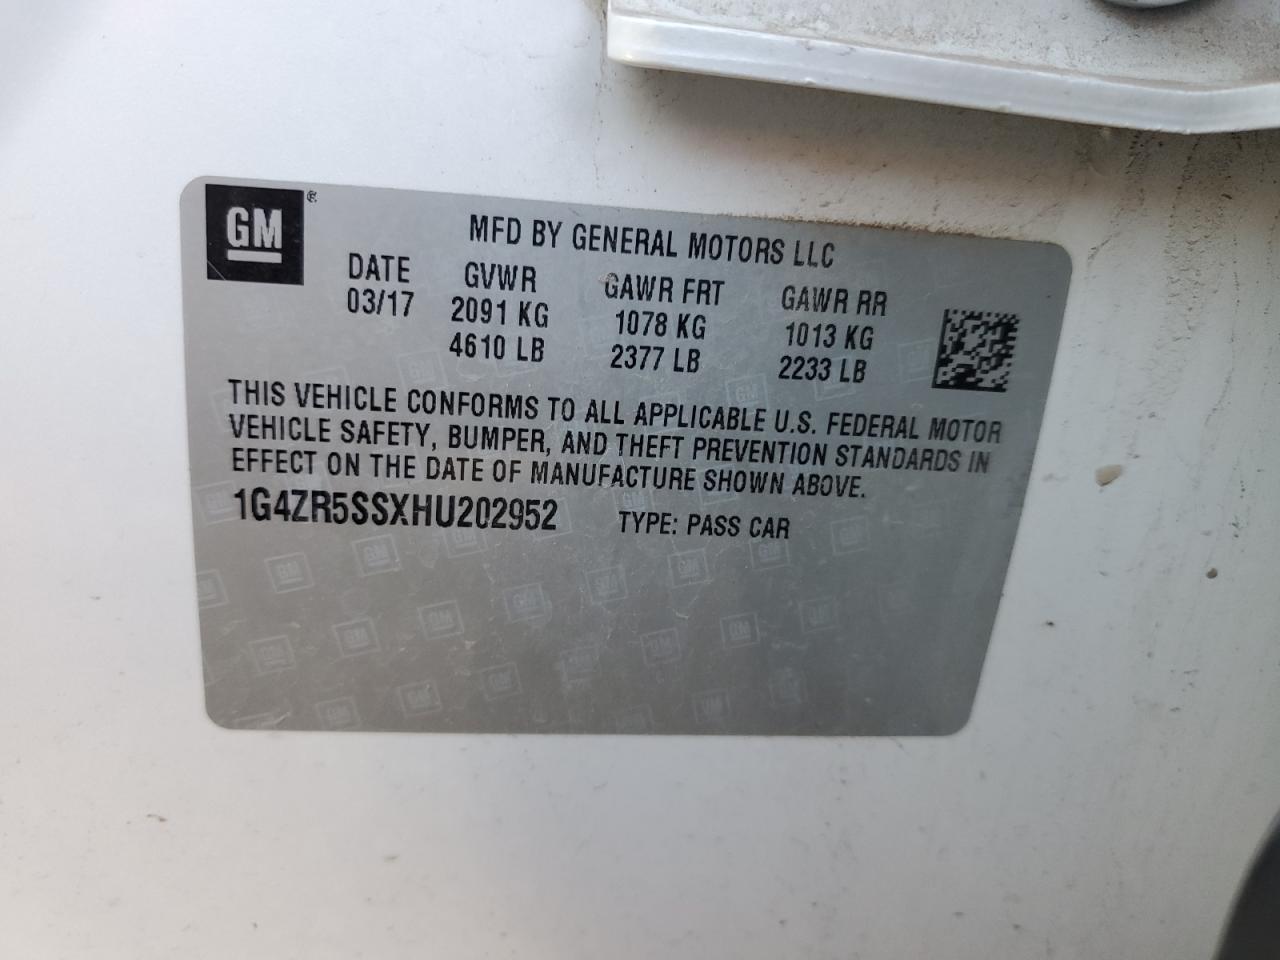 GM ®
MFD BY GENERAL MOTORS LLC
DATE GVWR GAWR FRT GAWR RR
03/17 2091 KG 1078 KG 1013 KG
4610 LB 2377 LB 2233 LB
THIS VEHICLE CONFORMS TO ALL APPLICABLE U.S. FEDERAL MOTOR
VEHICLE SAFETY, BUMPER, AND THEFT PREVENTION STANDARDS IN
EFFECT ON THE DATE OF MANUFACTURE SHOWN ABOVE.
1G4ZR5SSXHU202952 TYPE: PASS CAR